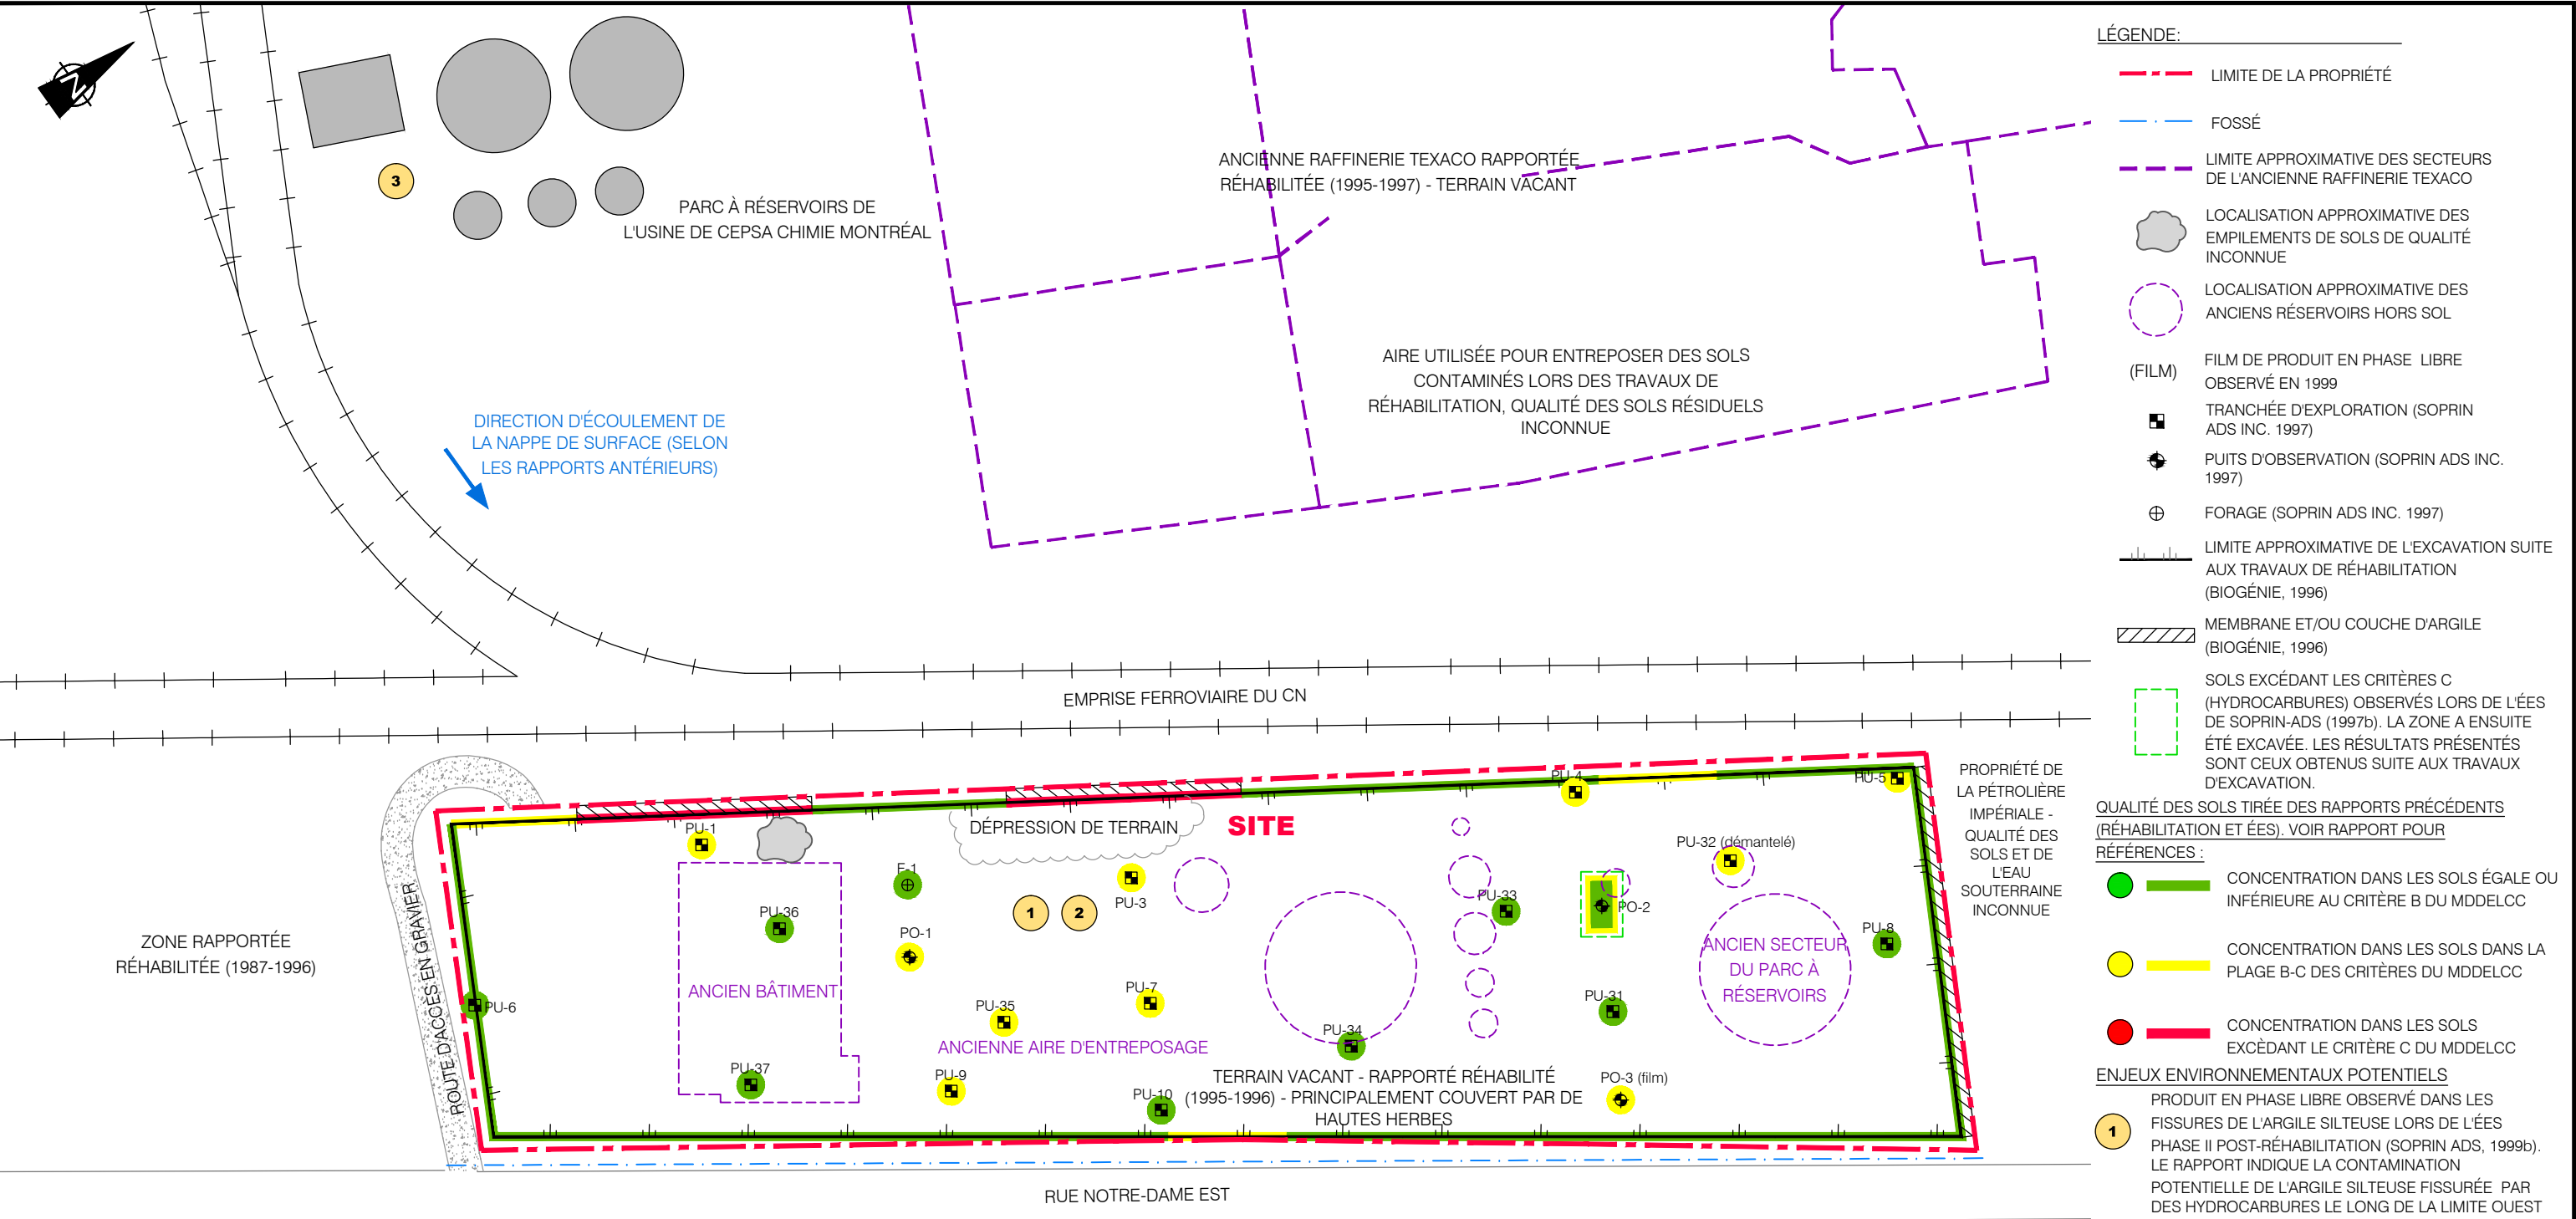 N
3
PARC À RÉSERVOIRS DE
L'USINE DE CEPSA CHIMIE MONTRÉAL
ANCIENNE RAFFINERIE TEXACO RAPPORTÉE
RÉHABILITÉE (1995-1997) - TERRAIN VACANT
AIRE UTILISÉE POUR ENTREPOSER DES SOLS
CONTAMINÉS LORS DES TRAVAUX DE
RÉHABILITATION, QUALITÉ DES SOLS RÉSIDUELS
INCONNUE
DIRECTION D'ÉCOULEMENT DE
LA NAPPE DE SURFACE (SELON
LES RAPPORTS ANTÉRIEURS)
EMPRISE FERROVIAIRE DU CN
ZONE RAPPORTÉE
RÉHABILITÉE (1987-1996)
ROUTE D'ACCÈS EN GRAVIER
PU-1
DÉPRESSION DE TERRAIN
SITE
PU-4
PU-5
PU-32 (démantelé)
F-1
PU-3
1
2
PU-36
PO-1
PU-33
PO-2
PU-8
PU-6
ANCIEN BÂTIMENT
PU-35
PU-7
PU-31
ANCIEN SECTEUR
DU PARC À
RÉSERVOIRS
PU-34
ANCIENNE AIRE D'ENTREPOSAGE
PU-37
PU-9
PU-10
PO-3 (film)
TERRAIN VACANT - RAPPORTÉ RÉHABILITÉ
(1995-1996) - PRINCIPALEMENT COUVERT PAR DE
HAUTES HERBES
PROPRIÉTÉ DE
LA PÉTROLIÈRE
IMPÉRIALE -
QUALITÉ DES
SOLS ET DE
L'EAU
SOUTERRAINE
INCONNUE
RUE NOTRE-DAME EST
LÉGENDE:
LIMITE DE LA PROPRIÉTÉ
FOSSÉ
LIMITE APPROXIMATIVE DES SECTEURS
DE L'ANCIENNE RAFFINERIE TEXACO
LOCALISATION APPROXIMATIVE DES
EMPILEMENTS DE SOLS DE QUALITÉ
INCONNUE
LOCALISATION APPROXIMATIVE DES
ANCIENS RÉSERVOIRS HORS SOL
(FILM)
FILM DE PRODUIT EN PHASE LIBRE
OBSERVÉ EN 1999
TRANCHÉE D'EXPLORATION (SOPRIN
ADS INC. 1997)
PUITS D'OBSERVATION (SOPRIN ADS INC.
1997)
FORAGE (SOPRIN ADS INC. 1997)
LIMITE APPROXIMATIVE DE L'EXCAVATION SUITE
AUX TRAVAUX DE RÉHABILITATION
(BIOGÉNIE, 1996)
MEMBRANE ET/OU COUCHE D'ARGILE
(BIOGÉNIE, 1996)
SOLS EXCÉDANT LES CRITÈRES C
(HYDROCARBURES) OBSERVÉS LORS DE L'ÉES
DE SOPRIN-ADS (1997b). LA ZONE A ENSUITE
ÉTÉ EXCAVÉE. LES RÉSULTATS PRÉSENTÉS
SONT CEUX OBTENUS SUITE AUX TRAVAUX
D'EXCAVATION.
QUALITÉ DES SOLS TIRÉE DES RAPPORTS PRÉCÉDENTS
(RÉHABILITATION ET ÉES). VOIR RAPPORT POUR
RÉFÉRENCES :
CONCENTRATION DANS LES SOLS ÉGALE OU
INFÉRIEURE AU CRITÈRE B DU MDDELCC
CONCENTRATION DANS LES SOLS DANS LA
PLAGE B-C DES CRITÈRES DU MDDELCC
CONCENTRATION DANS LES SOLS
EXCÈDANT LE CRITÈRE C DU MDDELCC
ENJEUX ENVIRONNEMENTAUX POTENTIELS
1
PRODUIT EN PHASE LIBRE OBSERVÉ DANS LES
FISSURES DE L'ARGILE SILTEUSE LORS DE L'ÉES
PHASE II POST-RÉHABILITATION (SOPRIN ADS, 1999b).
LE RAPPORT INDIQUE LA CONTAMINATION
POTENTIELLE DE L'ARGILE SILTEUSE FISSURÉE PAR
DES HYDROCARBURES LE LONG DE LA LIMITE OUEST